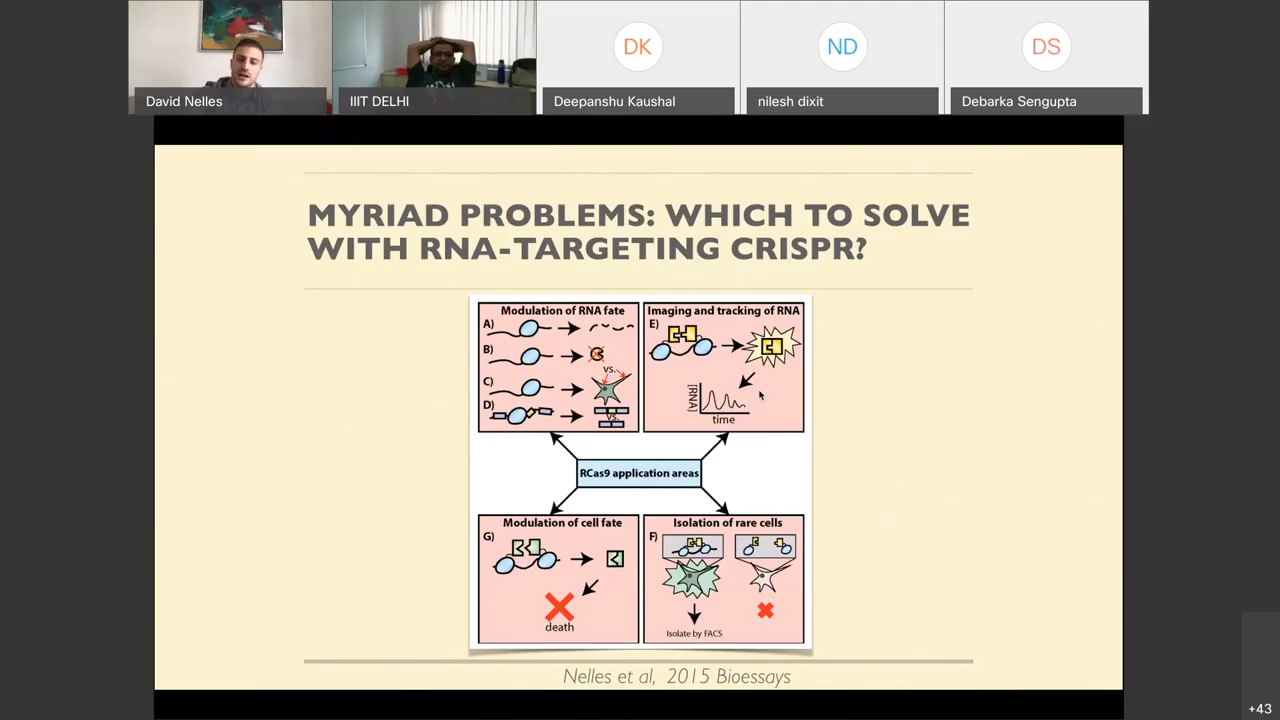 DK
ND
DS
David Nelles
IIIT DELHI
Deepanshu Kaushal
nilesh dixit
Debarka Sengupta
MYRIAD PROBLEMS: WHICH TO SOLVE
WITH RNA-TARGETING CRISPR?
Modulation of RNA fate
A)
B)
C)
vs.
D)
vs.
Imaging and tracking of RNA
E)
[RNA]
time
RCas9 application areas
Modulation of cell fate
G)
death
Isolation of rare cells
F)
Isolate by FACS
Nelles et al, 2015 Bioessays
+43